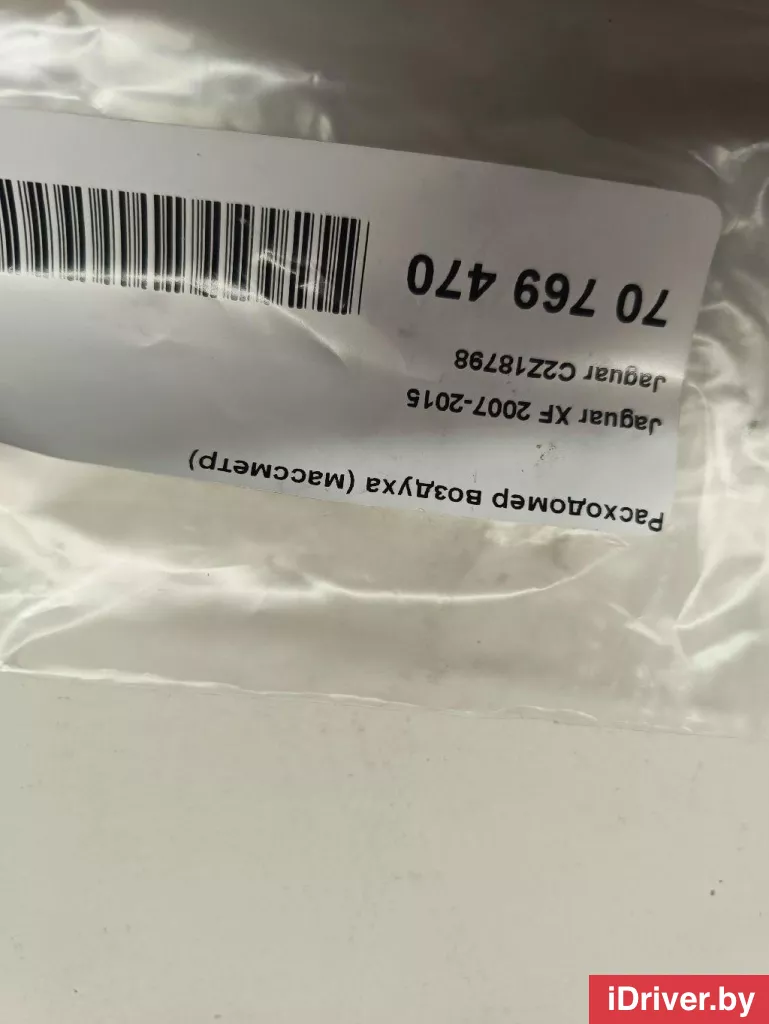 Расходомер воздуха (массметр)
Jaguar XF 2007-2015
Jaguar C2Z18798
70 769 470
iDriver.by